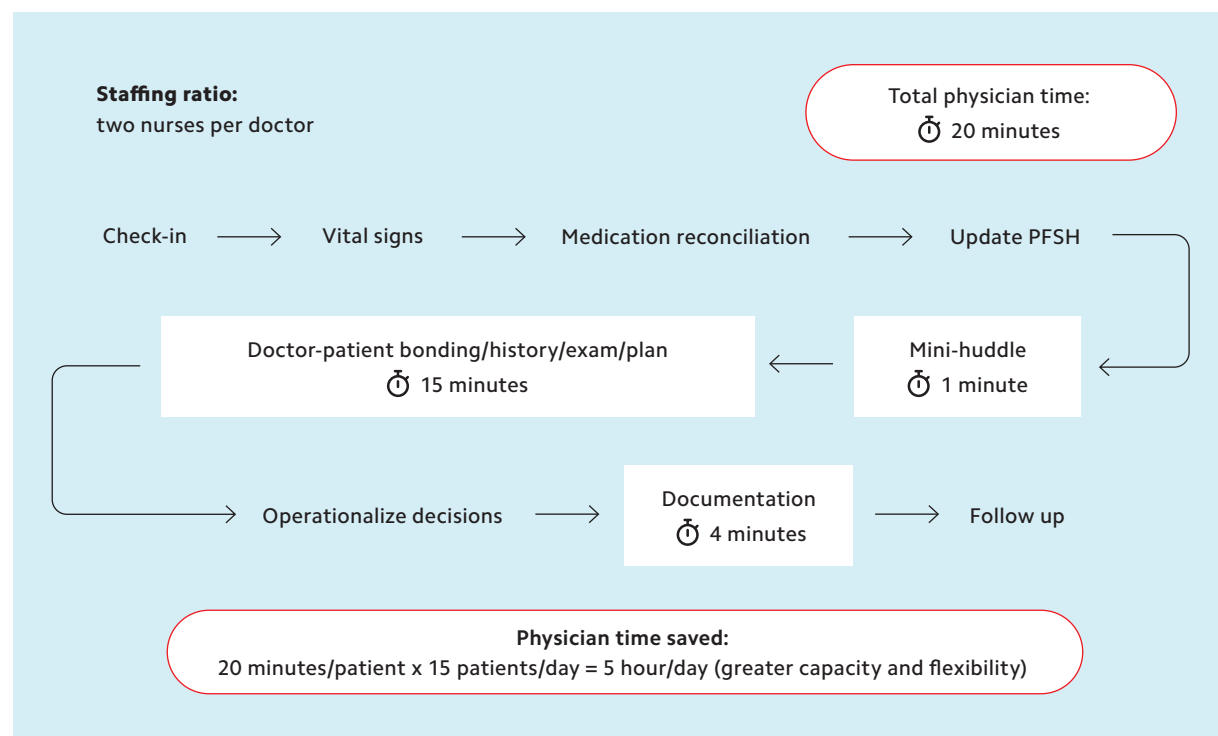 Staffing ratio:
two nurses per doctor
Total physician time:
20 minutes
Check-in
Vital signs
Medication reconciliation
Update PFSH
Doctor-patient bonding/history/exam/plan
15 minutes
Mini-huddle
1 minute
Operationalize decisions
Documentation
4 minutes
Follow up
Physician time saved:
20 minutes/patient x 15 patients/day = 5 hour/day (greater capacity and flexibility)